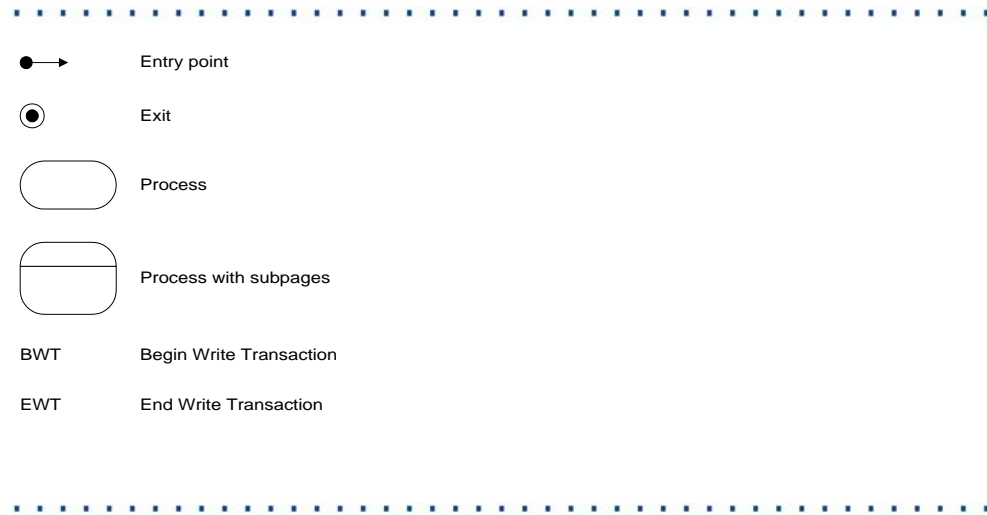 Entry point
Exit
Process
Process with subpages
BWT Begin Write Transaction
EWT End Write Transaction